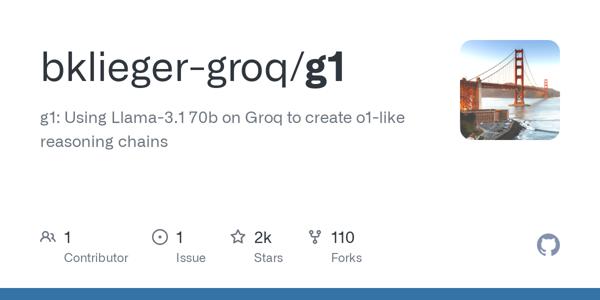 bklieger-groq/g1
g1: Using Llama-3.1 70b on Groq to create o1-like
reasoning chains
1
Contributor
1
Issue
2k
Stars
110
Forks